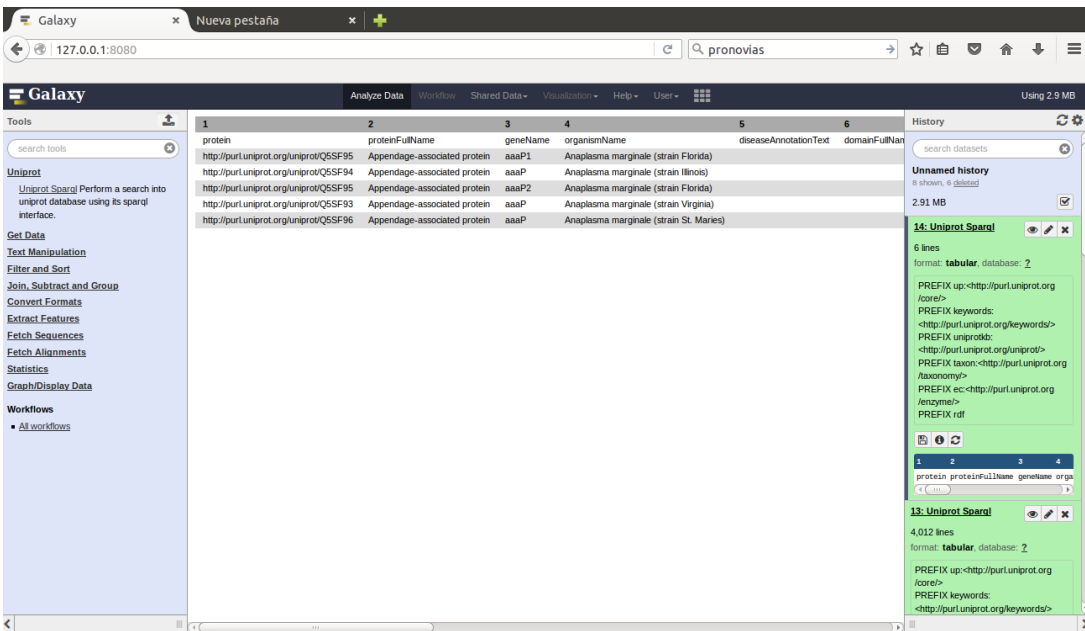 Galaxy
Nueva pestaña
127.0.0.1:8080
pronovias
Galaxy
Analyze Data Workflow Shared Data Visualization Help User
Using 2.9 MB
Tools
search tools
Uniprot
Uniprot Sparql Perform a search into
uniprot database using its sparql
interface.
Get Data
Text Manipulation
Filter and Sort
Join, Subtract and Group
Convert Formats
Extract Features
Fetch Sequences
Fetch Alignments
Statistics
Graph/Display Data
Workflows
All workflows
1 2 3 4 5 6
protein proteinFullName geneName organismName diseaseAnnotationText domainFullNan
http://purl.uniprot.org/uniprot/Q5SF95 Appendage-associated protein aaaP1 Anaplasma marginale (strain Florida)
http://purl.uniprot.org/uniprot/Q5SF94 Appendage-associated protein aaaP Anaplasma marginale (strain Illinois)
http://purl.uniprot.org/uniprot/Q5SF95 Appendage-associated protein aaaP2 Anaplasma marginale (strain Florida)
http://purl.uniprot.org/uniprot/Q5SF93 Appendage-associated protein aaaP Anaplasma marginale (strain Virginia)
http://purl.uniprot.org/uniprot/Q5SF96 Appendage-associated protein aaaP Anaplasma marginale (strain St. Maries)
History
search datasets
Unnamed history
8 shown, 6 deleted
2.91 MB
14: Uniprot Sparql
6 lines
format: tabular, database: ?
PREFIX up:<http://purl.uniprot.org
/core/>
PREFIX keywords:
<http://purl.uniprot.org/keywords/>
PREFIX uniprotkb:
<http://purl.uniprot.org/uniprot/>
PREFIX taxon:<http://purl.uniprot.org
/taxonomy/>
PREFIX ec:<http://purl.uniprot.org
/enzyme/>
PREFIX rdf
1 2 3 4
protein proteinFullName geneName orga
13: Uniprot Sparql
4,012 lines
format: tabular, database: ?
PREFIX up:<http://purl.uniprot.org
/core/>
PREFIX keywords:
<http://purl.uniprot.org/keywords/>